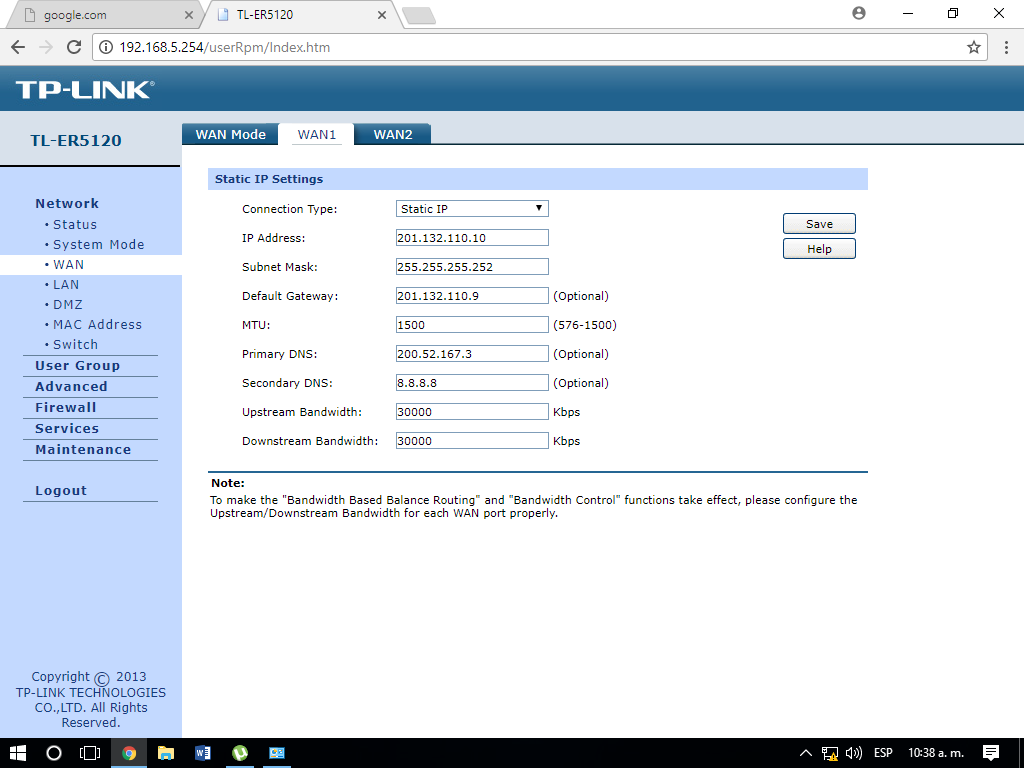 google.com
TL-ER5120
192.168.5.254/userRpm/Index.htm
TP-LINK®
TL-ER5120
WAN Mode WAN1 WAN2
Network
• Status
• System Mode
• WAN
• LAN
• DMZ
• MAC Address
• Switch
User Group
Advanced
Firewall
Services
Maintenance
Logout
Copyright © 2013
TP-LINK TECHNOLOGIES
CO.,LTD. All Rights
Reserved.
Static IP Settings
Connection Type: Static IP
IP Address: 201.132.110.10
Subnet Mask: 255.255.255.252
Default Gateway: 201.132.110.9 (Optional)
MTU: 1500 (576-1500)
Primary DNS: 200.52.167.3 (Optional)
Secondary DNS: 8.8.8.8 (Optional)
Upstream Bandwidth: 30000 Kbps
Downstream Bandwidth: 30000 Kbps
Save
Help
Note:
To make the "Bandwidth Based Balance Routing" and "Bandwidth Control" functions take effect, please configure the
Upstream/Downstream Bandwidth for each WAN port properly.
ESP 10:38 a. m.